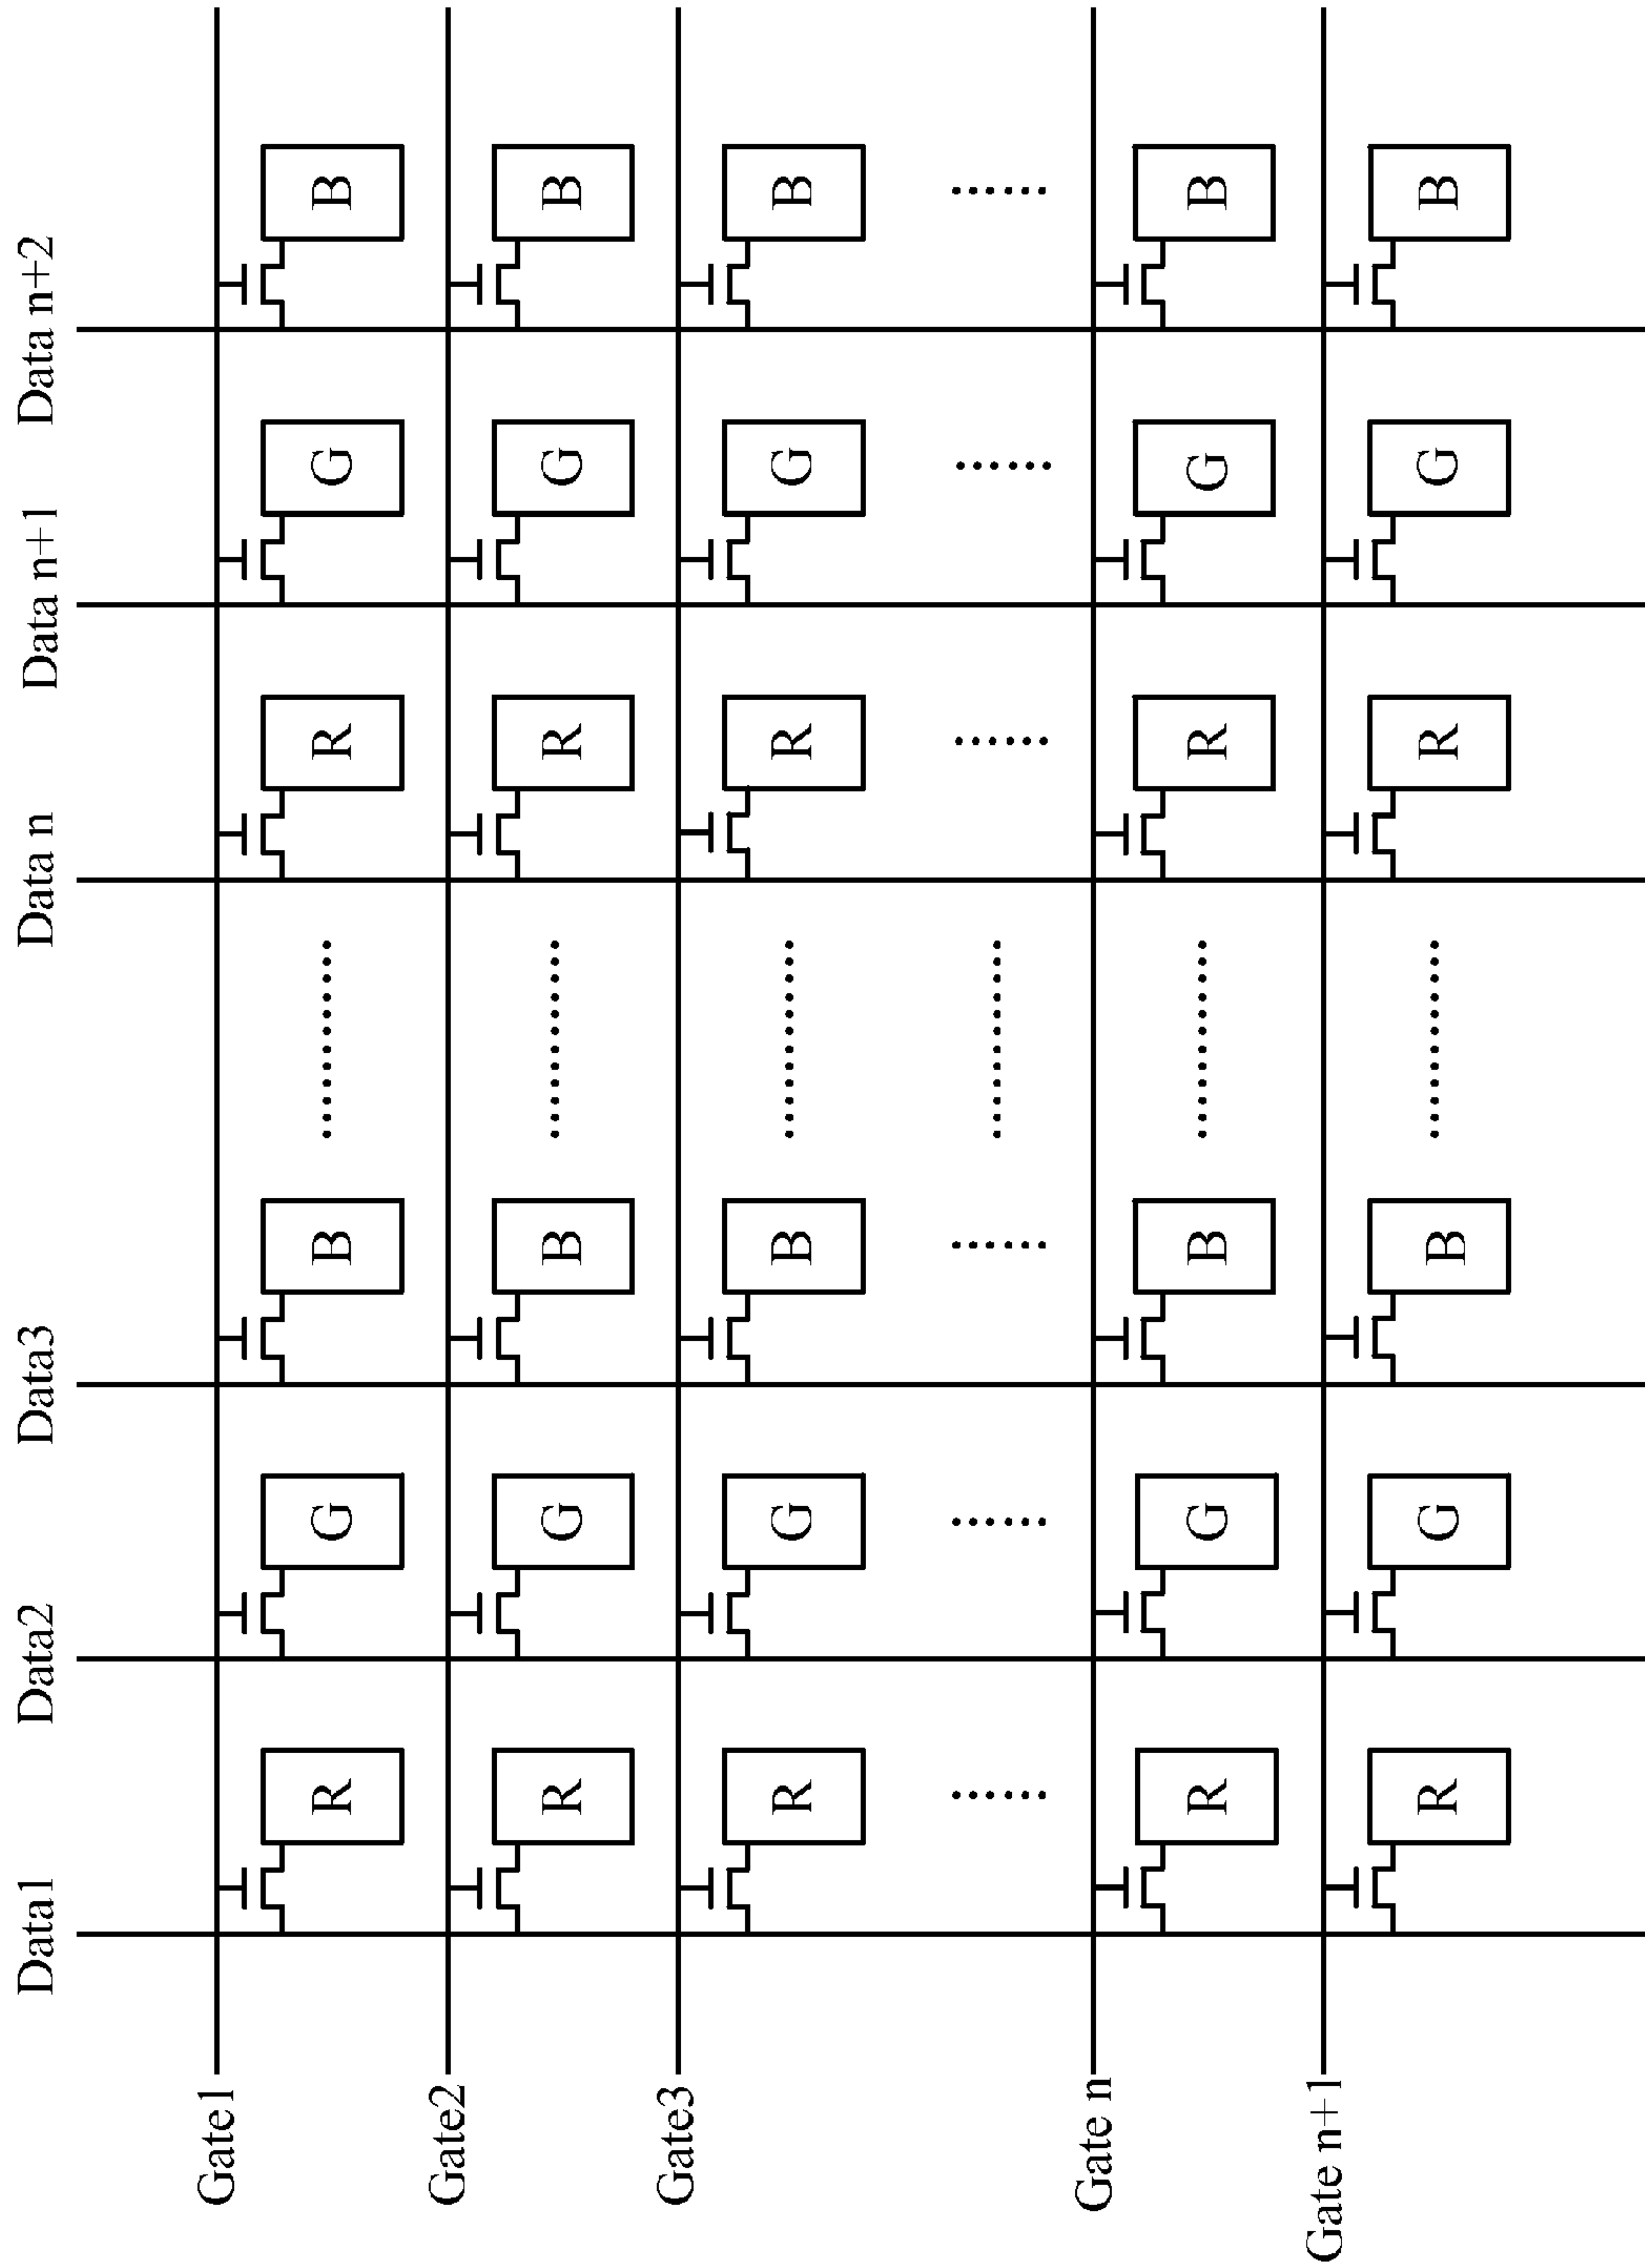 Data1 Data2 Data3 Data n Data n+1 Data n+2
Gate1
R G B ............ R G B
Gate2
R G B ............ R G B
Gate3
R G B ............ R G B
...... ...... ...... ............ ...... ...... ......
Gate n
R G B ............ R G B
Gate n+1
R G B ............ R G B